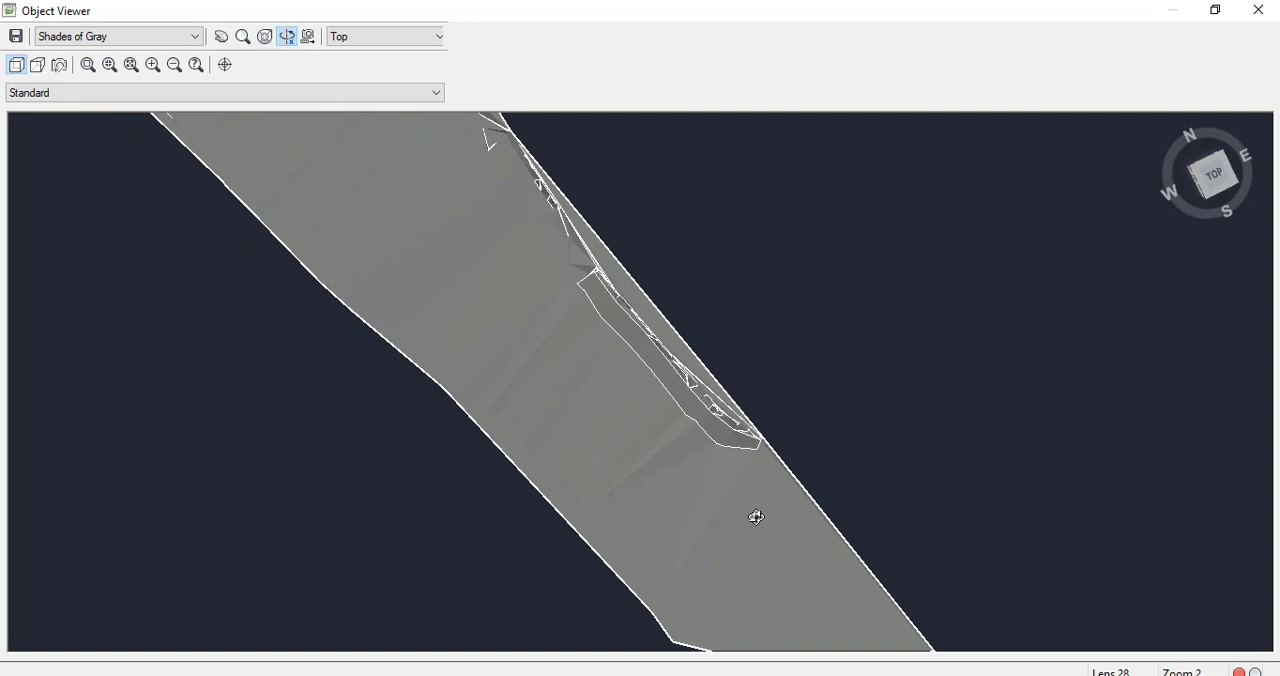 Object Viewer
Shades of Gray
Top
Standard
N
E
TOP
W
S
Lens 28
Zoom 2